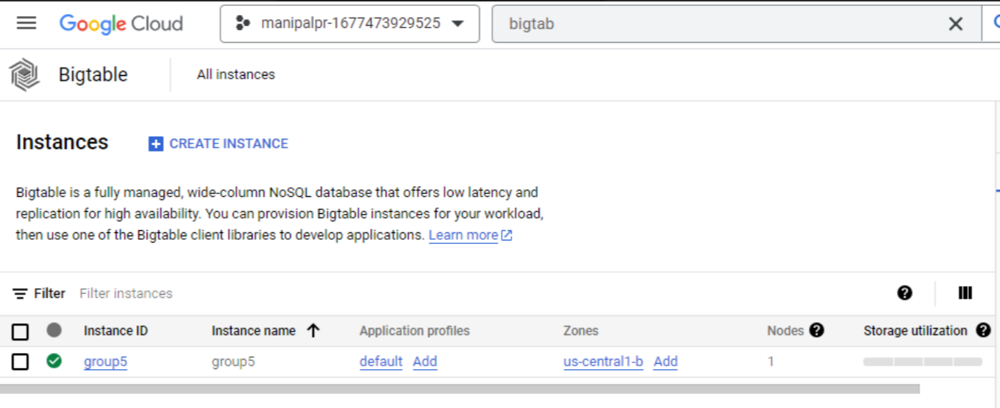 Google Cloud manipalpr-1677473929525 bigtab
Bigtable All instances
Instances CREATE INSTANCE
Bigtable is a fully managed, wide-column NoSQL database that offers low latency and
replication for high availability. You can provision Bigtable instances for your workload,
then use one of the Bigtable client libraries to develop applications. Learn more
Filter Filter instances
Instance ID Instance name Application profiles Zones Nodes Storage utilization
group5 group5 default Add us-central1-b Add 1